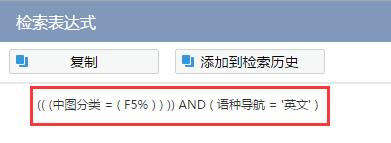 检索表达式
复制 添加到检索历史
(( (中图分类 = ( F5% ) ) )) AND ( 语种导航 = '英文' )